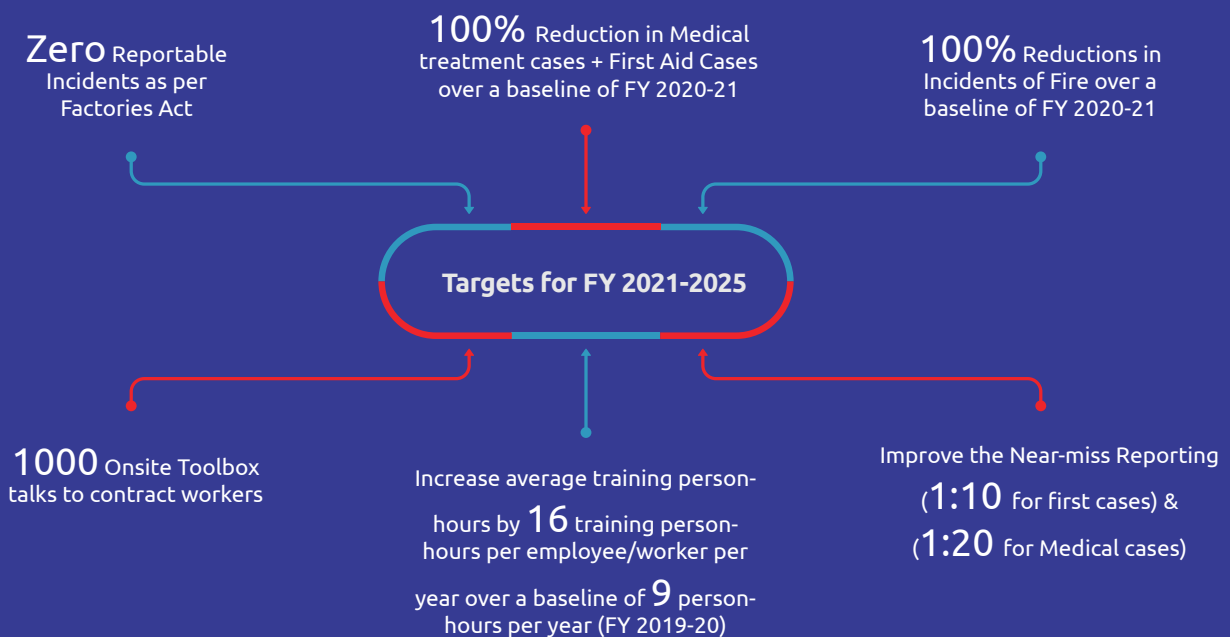 Zero Reportable
Incidents as per
Factories Act
100% Reduction in Medical
treatment cases + First Aid Cases
over a baseline of FY 2020-21
100% Reductions in
Incidents of Fire over a
baseline of FY 2020-21
Targets for FY 2021-2025
1000 Onsite Toolbox
talks to contract workers
Increase average training person-
hours by 16 training person-
hours per employee/worker per
year over a baseline of 9 person-
hours per year (FY 2019-20)
Improve the Near-miss Reporting
(1:10 for first cases) &
(1:20 for Medical cases)